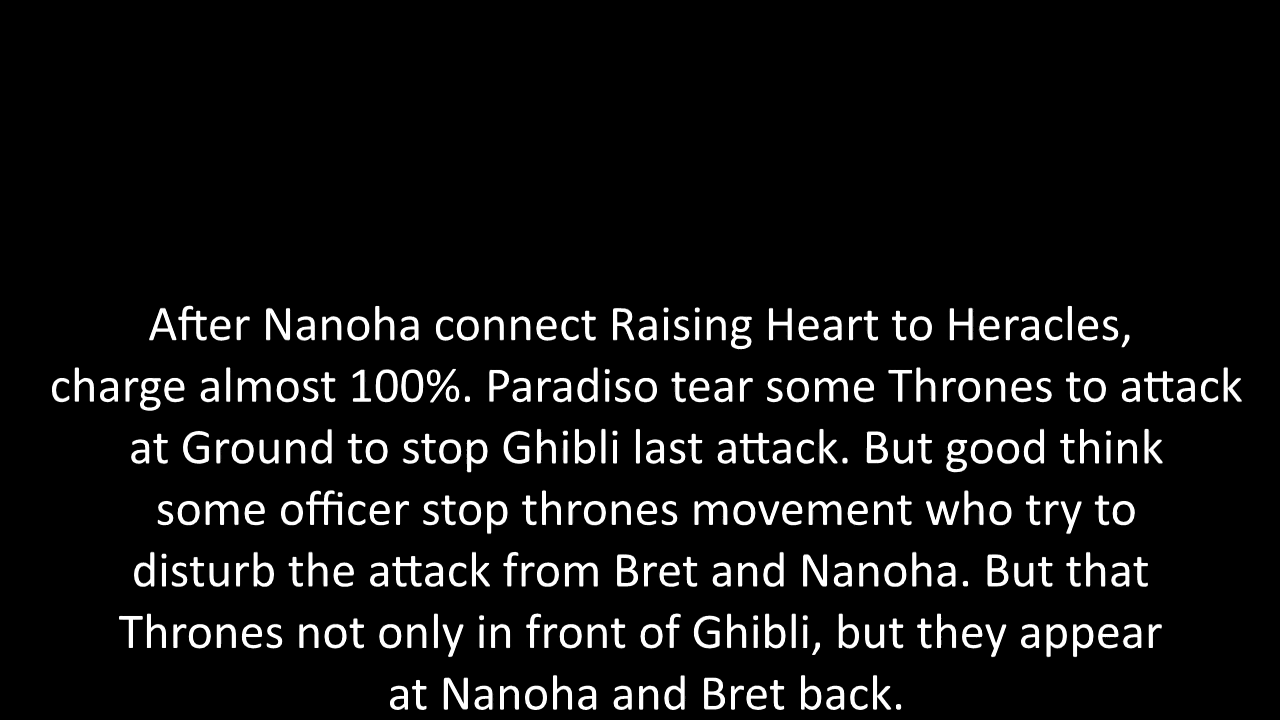 After Nanoha connect Raising Heart to Heracles,
charge almost 100%. Paradiso tear some Thrones to attack
at Ground to stop Ghibli last attack. But good think
some officer stop thrones movement who try to
disturb the attack from Bret and Nanoha. But that
Thrones not only in front of Ghibli, but they appear
at Nanoha and Bret back.